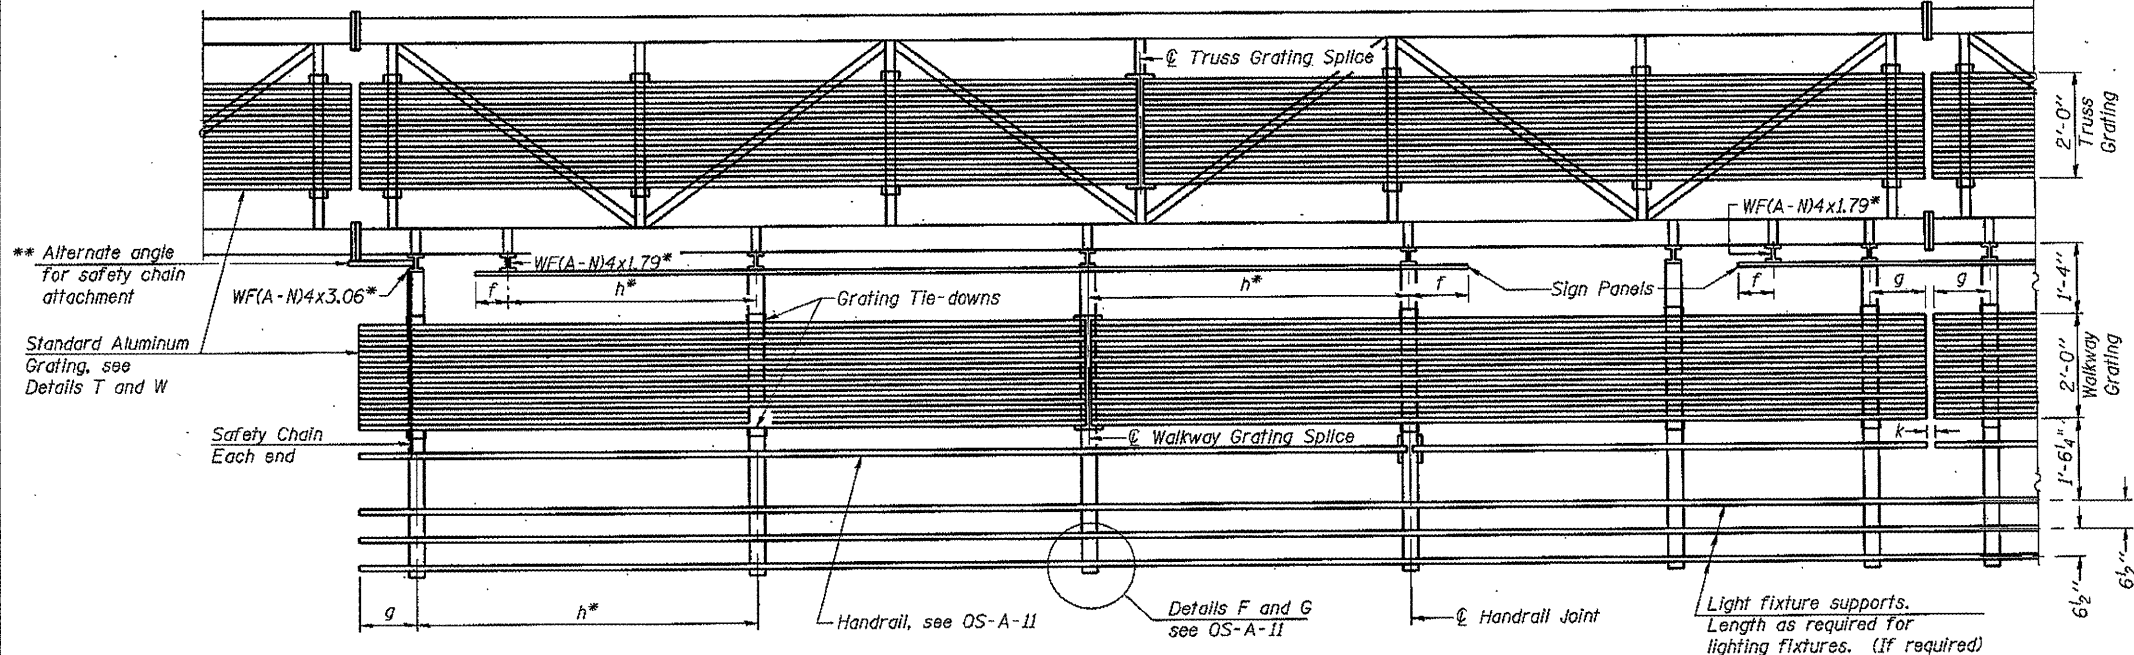 ℄ Truss Grating Splice
2'-0"
Truss
Grating
WF(A-N)4x1.79*
** Alternate angle
for safety chain
attachment
WF(A-N)4x1.79*
WF(A-N)4x3.06*
f
h*
Grating Tie-downs
h*
f
Sign Panels
f
g
g
1'-4"
Standard Aluminum
Grating, see
Details T and W
2'-0"
Walkway
Grating
Safety Chain
Each end
℄ Walkway Grating Splice
k
1'-6¼"
g
h*
Handrail, see OS-A-11
Details F and G
see OS-A-11
℄ Handrail Joint
Light fixture supports.
Length as required for
lighting fixtures. (If required)
6½"
6½"